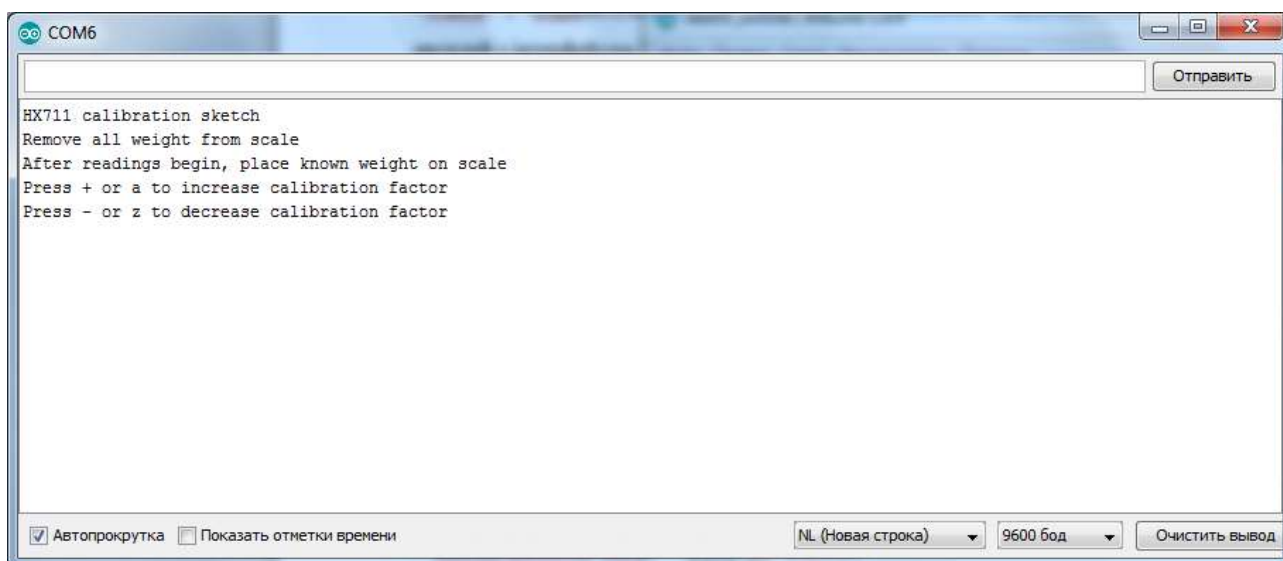 COM6
Отправить
HX711 calibration sketch
Remove all weight from scale
After readings begin, place known weight on scale
Press + or a to increase calibration factor
Press - or z to decrease calibration factor
Автопрокрутка Показать отметки времени NL (Новая строка) 9600 бод Очистить вывод